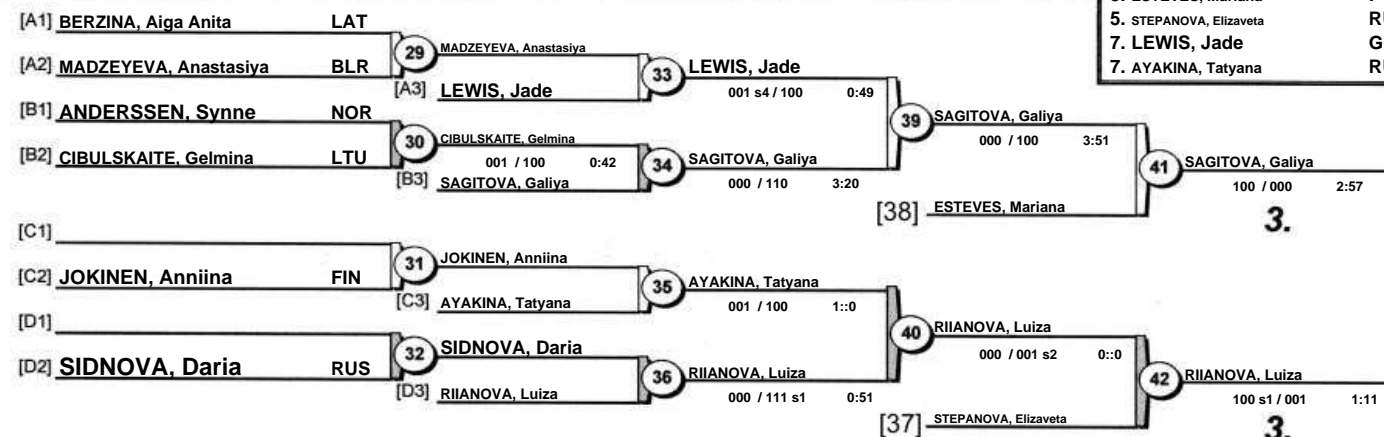 5. STEPANOVA, Elizaveta RU
7. LEWIS, Jade G
7. AYAKINA, Tatyana RU
[A1] BERZINA, Aiga Anita LAT
[A2] MADZEYEVA, Anastasiya BLR
29 MADZEYEVA, Anastasiya
[A3] LEWIS, Jade
33 LEWIS, Jade
001 s4 / 100 0:49
[B1] ANDERSSEN, Synne NOR
[B2] CIBULSKAITE, Gelmina LTU
30 CIBULSKAITE, Gelmina
001 / 100 0:42
[B3] SAGITOVA, Galiya
34 SAGITOVA, Galiya
000 / 110 3:20
39 SAGITOVA, Galiya
000 / 100 3:51
[38] ESTEVES, Mariana
41 SAGITOVA, Galiya
100 / 000 2:57
3.
[C1]
[C2] JOKINEN, Anniina FIN
31 JOKINEN, Anniina
[C3] AYAKINA, Tatyana
35 AYAKINA, Tatyana
001 / 100 1::0
[D1]
[D2] SIDNOVA, Daria RUS
32 SIDNOVA, Daria
[D3] RIIANOVA, Luiza
36 RIIANOVA, Luiza
000 / 111 s1 0:51
40 RIIANOVA, Luiza
000 / 001 s2 0::0
[37] STEPANOVA, Elizaveta
42 RIIANOVA, Luiza
100 s1 / 001 1:11
3.